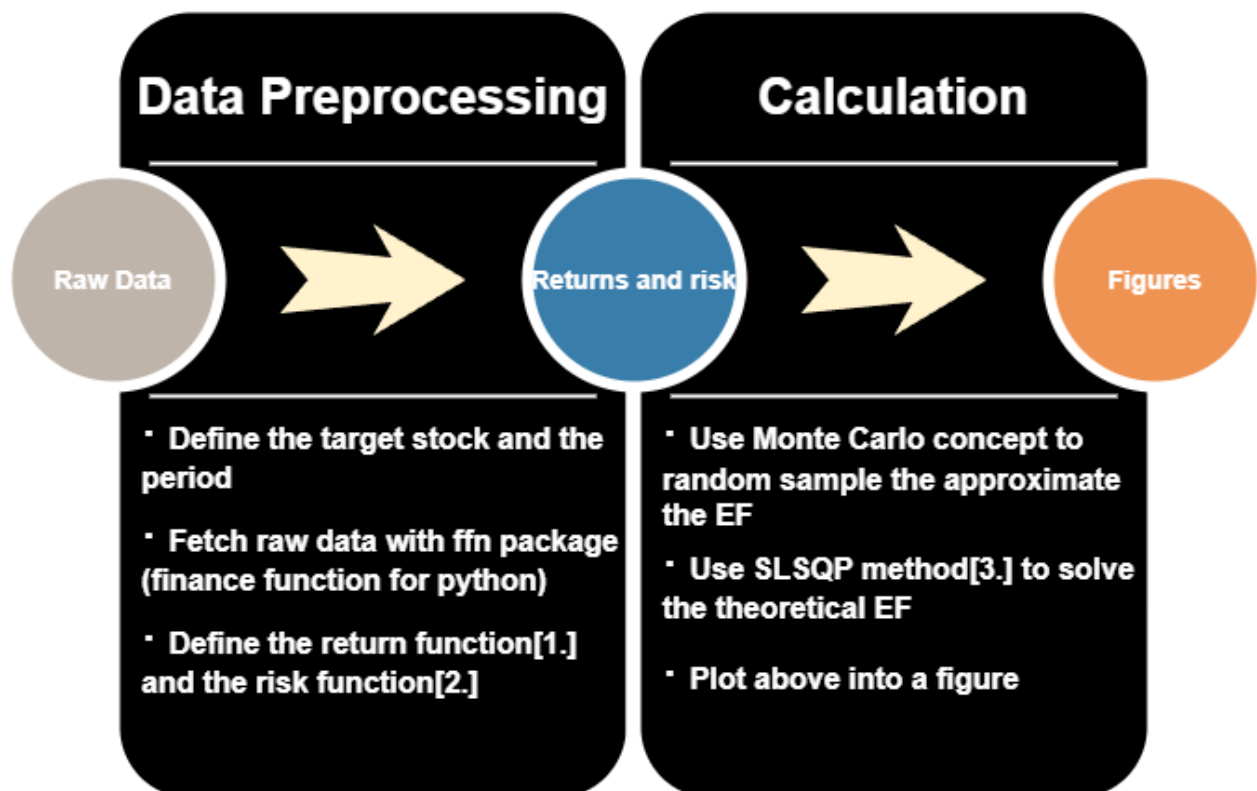 Data Preprocessing
Calculation
Raw Data
Returns and risk
Figures
· Define the target stock and the
period
· Fetch raw data with ffn package
(finance function for python)
· Define the return function[1.]
and the risk function[2.]
· Use Monte Carlo concept to
random sample the approximate
the EF
· Use SLSQP method[3.] to solve
the theoretical EF
· Plot above into a figure